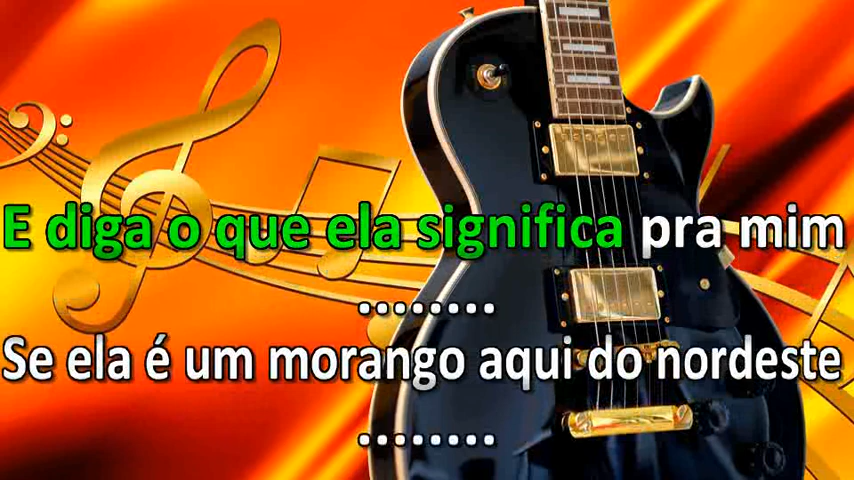 E diga o que ela significa pra mim
........
Se ela é um morango aqui do nordeste
........